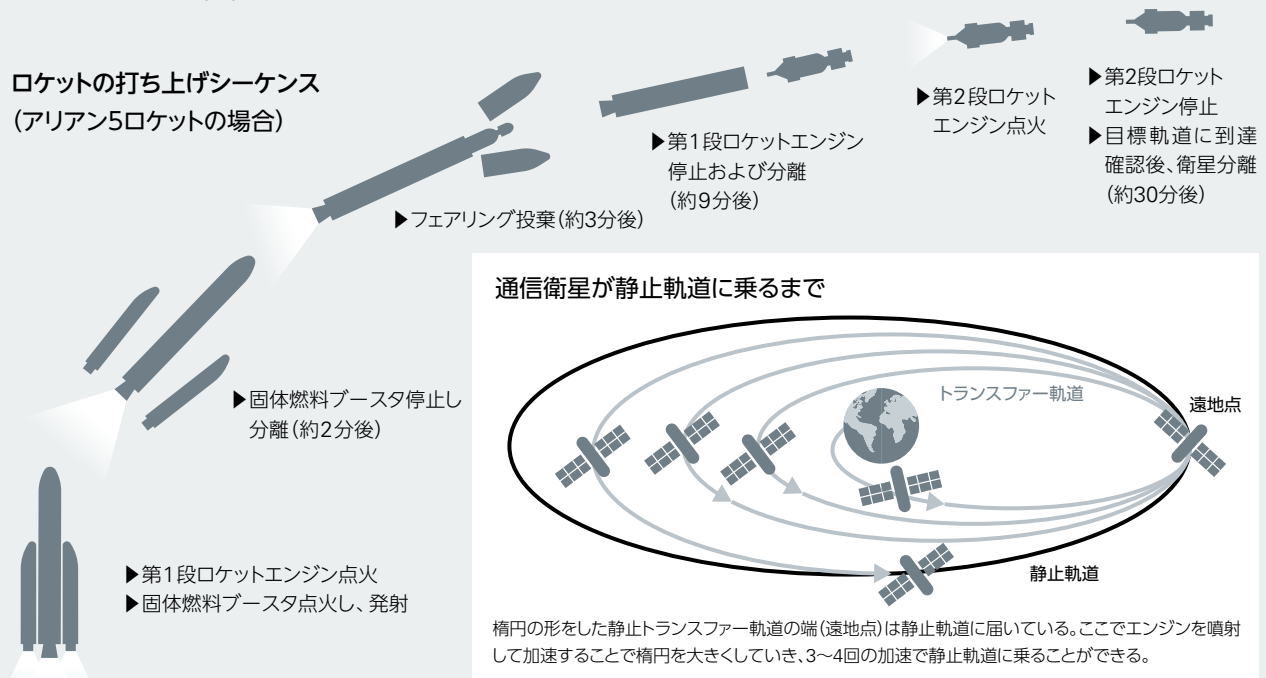 ロケットの打ち上げシーケンス
(アリアン5ロケットの場合)
▶第1段ロケットエンジン点火
▶固体燃料ブースタ点火し、発射
▶固体燃料ブースタ停止し
分離(約2分後)
▶フェアリング投棄(約3分後)
▶第1段ロケットエンジン
停止および分離
(約9分後)
▶第2段ロケット
エンジン点火
▶第2段ロケット
エンジン停止
▶目標軌道に到達
確認後、衛星分離
(約30分後)
通信衛星が静止軌道に乗るまで
トランスファー軌道
遠地点
静止軌道
楕円の形をした静止トランスファー軌道の端(遠地点)は静止軌道に届いている。ここでエンジンを噴射
して加速することで楕円を大きくしていき、3〜4回の加速で静止軌道に乗ることができる。